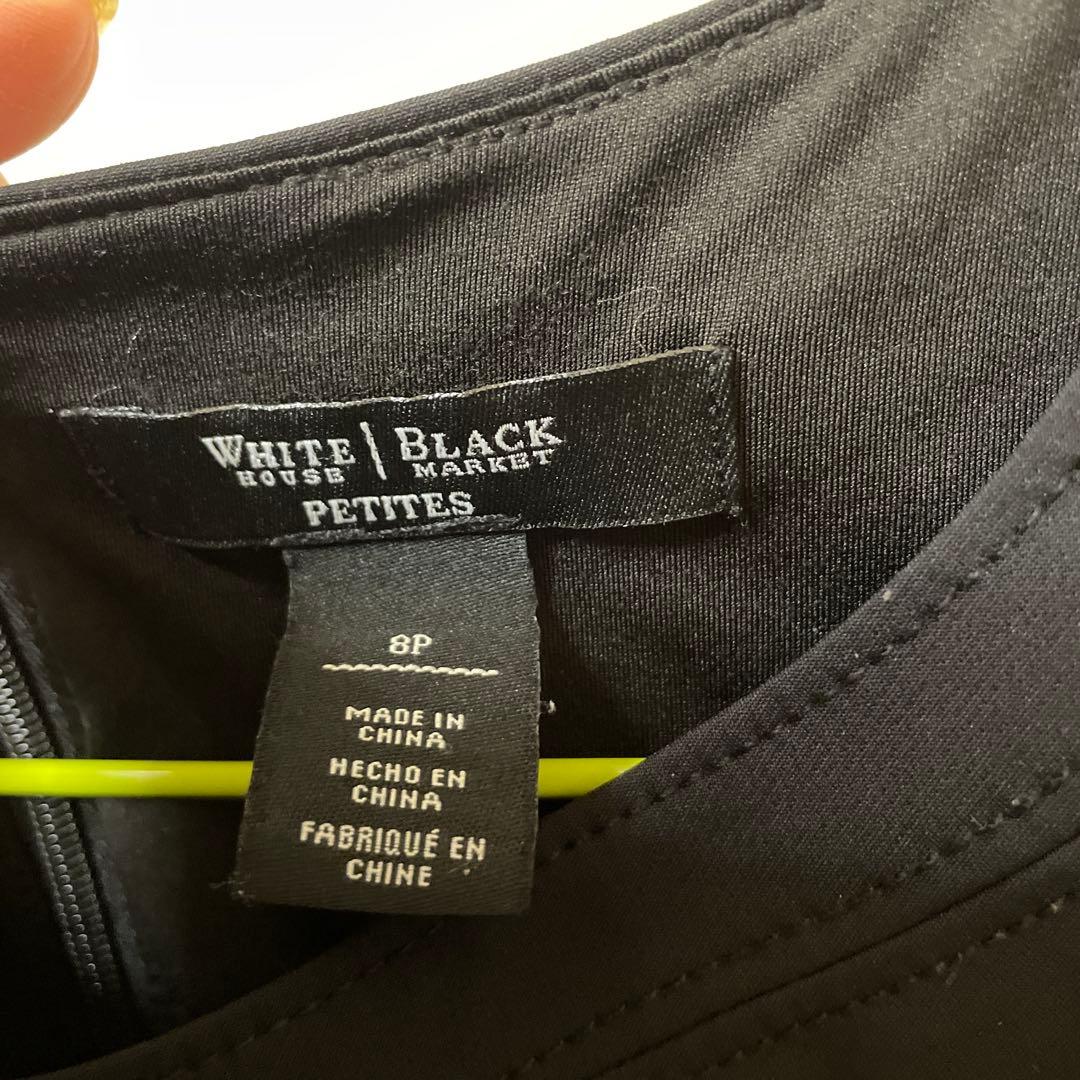 WHITE HOUSE | BLACK MARKET
PETITES
8P
MADE IN
CHINA
HECHO EN
CHINA
FABRIQUÉ EN
CHINE